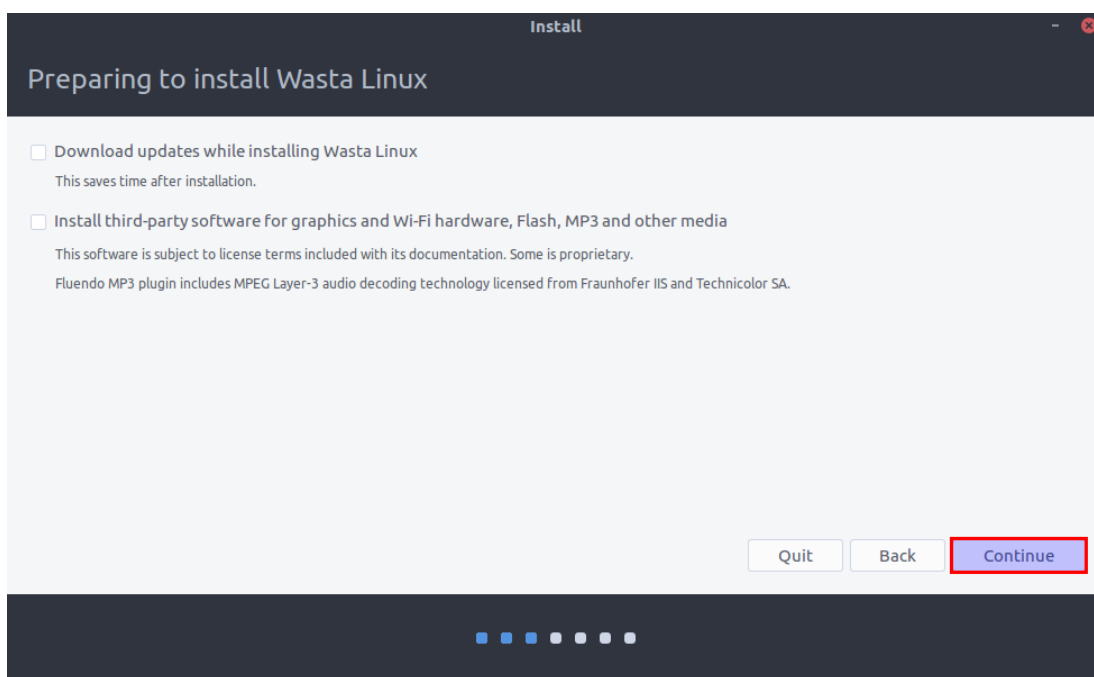 Install
Preparing to install Wasta Linux
Download updates while installing Wasta Linux
This saves time after installation.
Install third-party software for graphics and Wi-Fi hardware, Flash, MP3 and other media
This software is subject to license terms included with its documentation. Some is proprietary.
Fluendo MP3 plugin includes MPEG Layer-3 audio decoding technology licensed from Fraunhofer IIS and Technicolor SA.
Quit Back Continue